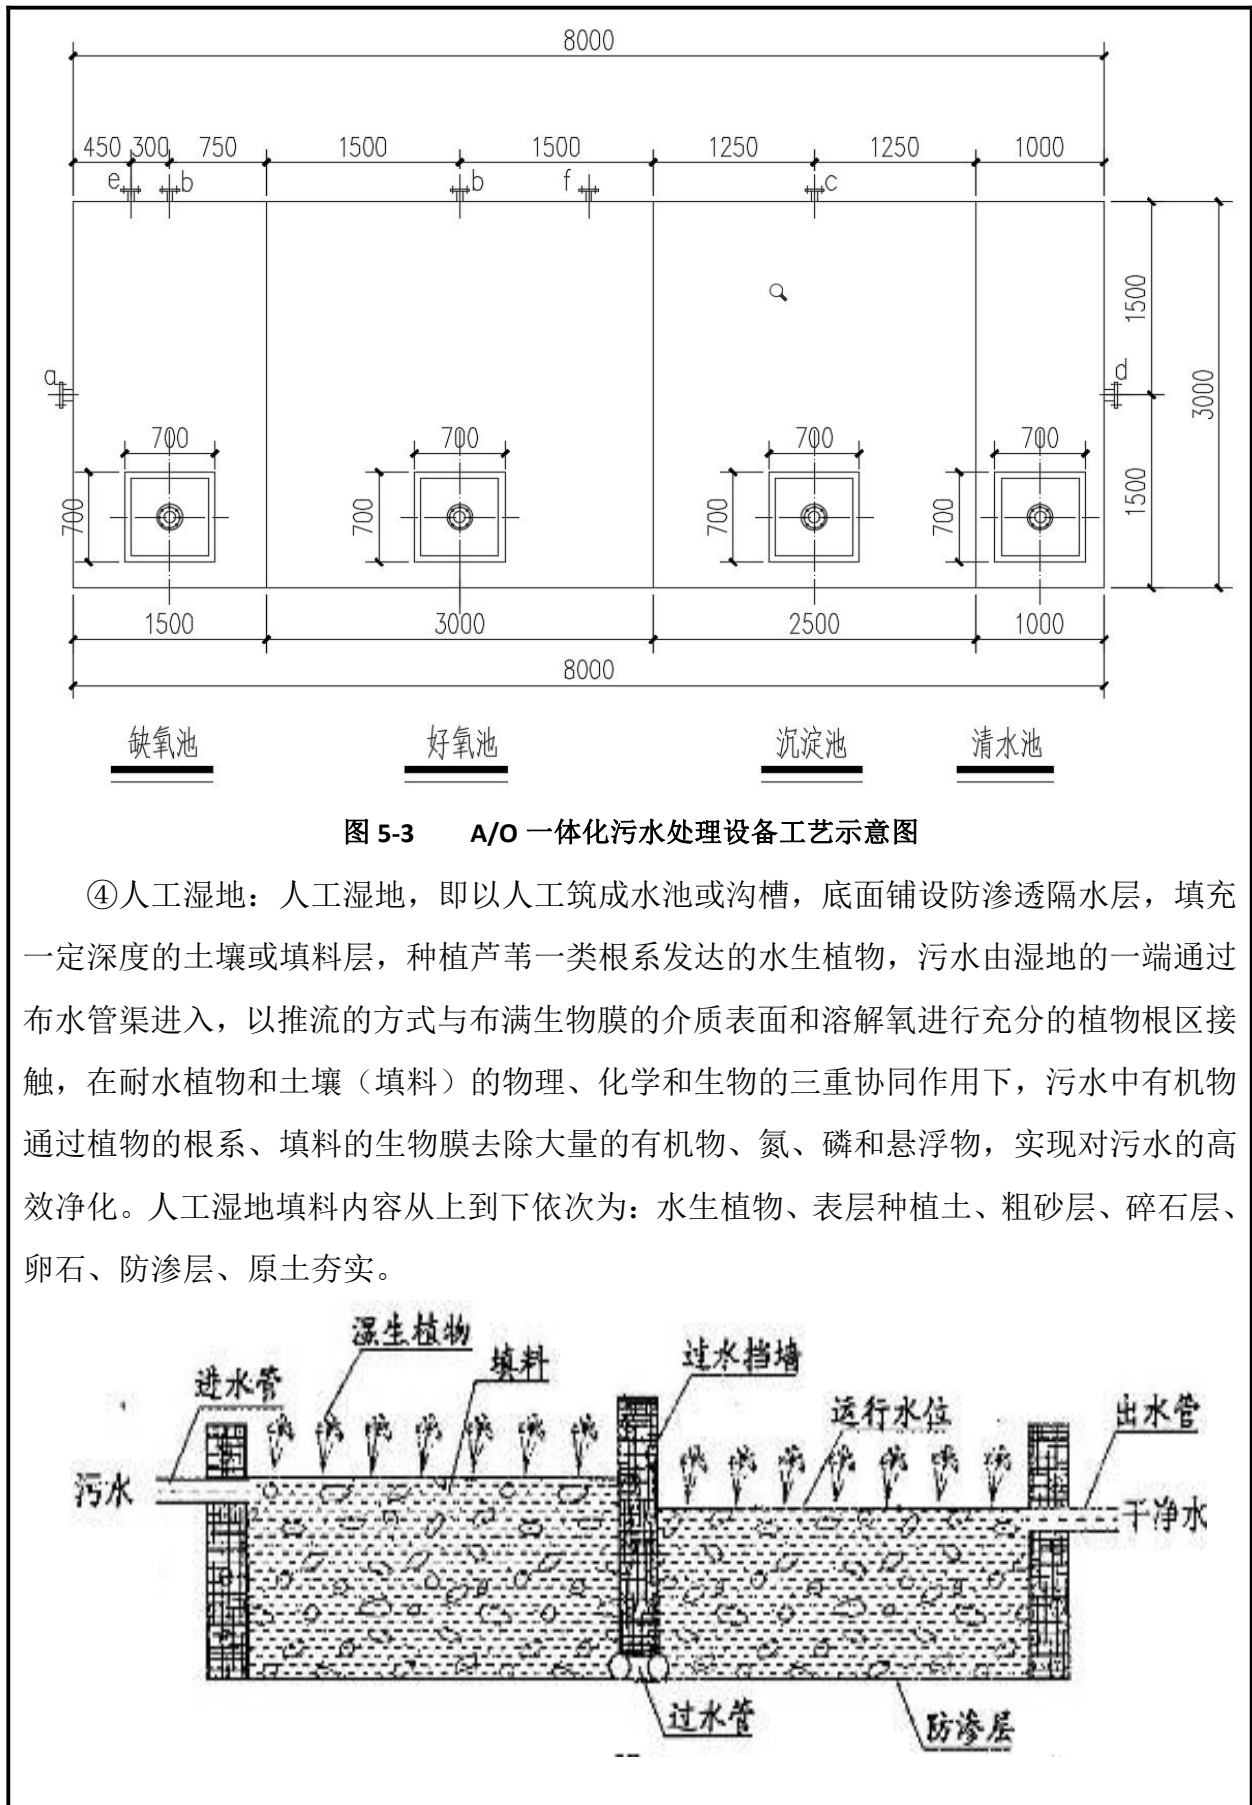 8000
450 300 750 1500 1500 1250 1250 1000
e b b f c
1500
a d
3000
700 700 700 700
700 700 700 700
1500
1500 3000 2500 1000
8000
缺氧池 好氧池 沉淀池 清水池
图 5-3 A/O 一体化污水处理设备工艺示意图
④人工湿地：人工湿地，即以人工筑成水池或沟槽，底面铺设防渗透隔水层，填充
一定深度的土壤或填料层，种植芦苇一类根系发达的水生植物，污水由湿地的一端通过
布水管渠进入，以推流的方式与布满生物膜的介质表面和溶解氧进行充分的植物根区接
触，在耐水植物和土壤（填料）的物理、化学和生物的三重协同作用下，污水中有机物
通过植物的根系、填料的生物膜去除大量的有机物、氮、磷和悬浮物，实现对污水的高
效净化。人工湿地填料内容从上到下依次为：水生植物、表层种植土、粗砂层、碎石层、
卵石、防渗层、原土夯实。
湿生植物
进水管 填料 过水挡墙
运行水位 出水管
污水 干净水
过水管 防渗层